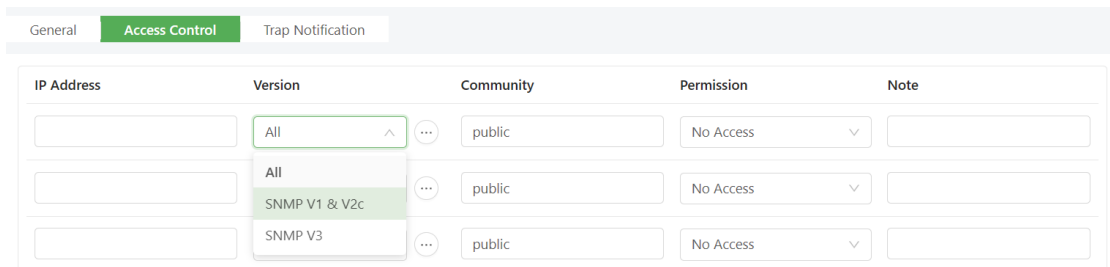 General Access Control Trap Notification
IP Address Version Community Permission Note
All ... public No Access
All
SNMP V1 & V2c
... public No Access
SNMP V3
... public No Access